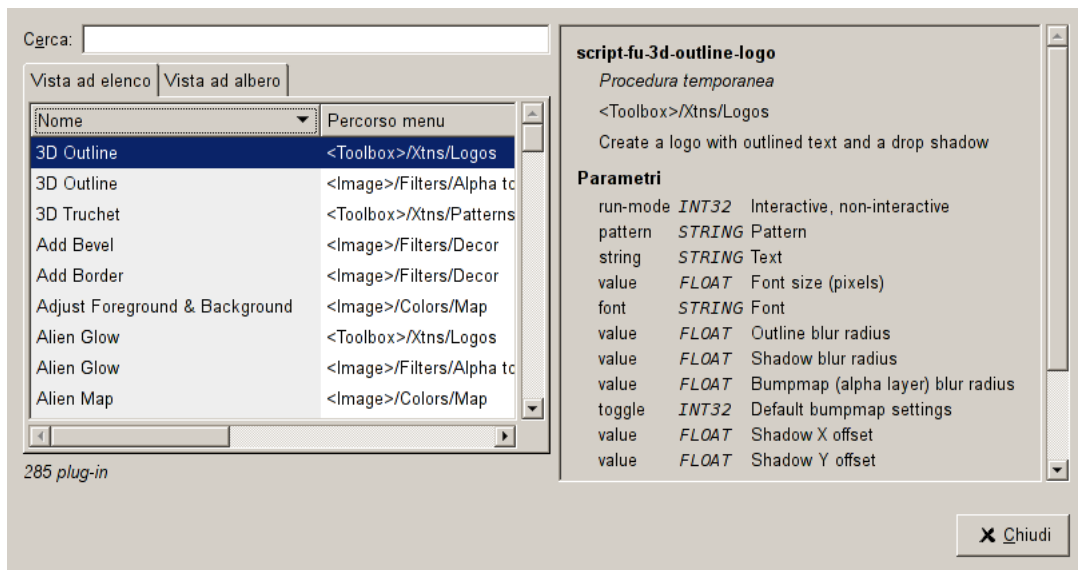 Cerca:
Vista ad elenco Vista ad albero
Nome Percorso menu
3D Outline <Toolbox>/Xtns/Logos
3D Outline <Image>/Filters/Alpha to
3D Truchet <Toolbox>/Xtns/Patterns
Add Bevel <Image>/Filters/Decor
Add Border <Image>/Filters/Decor
Adjust Foreground & Background <Image>/Colors/Map
Alien Glow <Toolbox>/Xtns/Logos
Alien Glow <Image>/Filters/Alpha to
Alien Map <Image>/Colors/Map
285 plug-in
script-fu-3d-outline-logo
Procedura temporanea
<Toolbox>/Xtns/Logos
Create a logo with outlined text and a drop shadow
Parametri
run-mode INT32 Interactive, non-interactive
pattern STRING Pattern
string STRING Text
value FLOAT Font size (pixels)
font STRING Font
value FLOAT Outline blur radius
value FLOAT Shadow blur radius
value FLOAT Bumpmap (alpha layer) blur radius
toggle INT32 Default bumpmap settings
value FLOAT Shadow X offset
value FLOAT Shadow Y offset
Chiudi